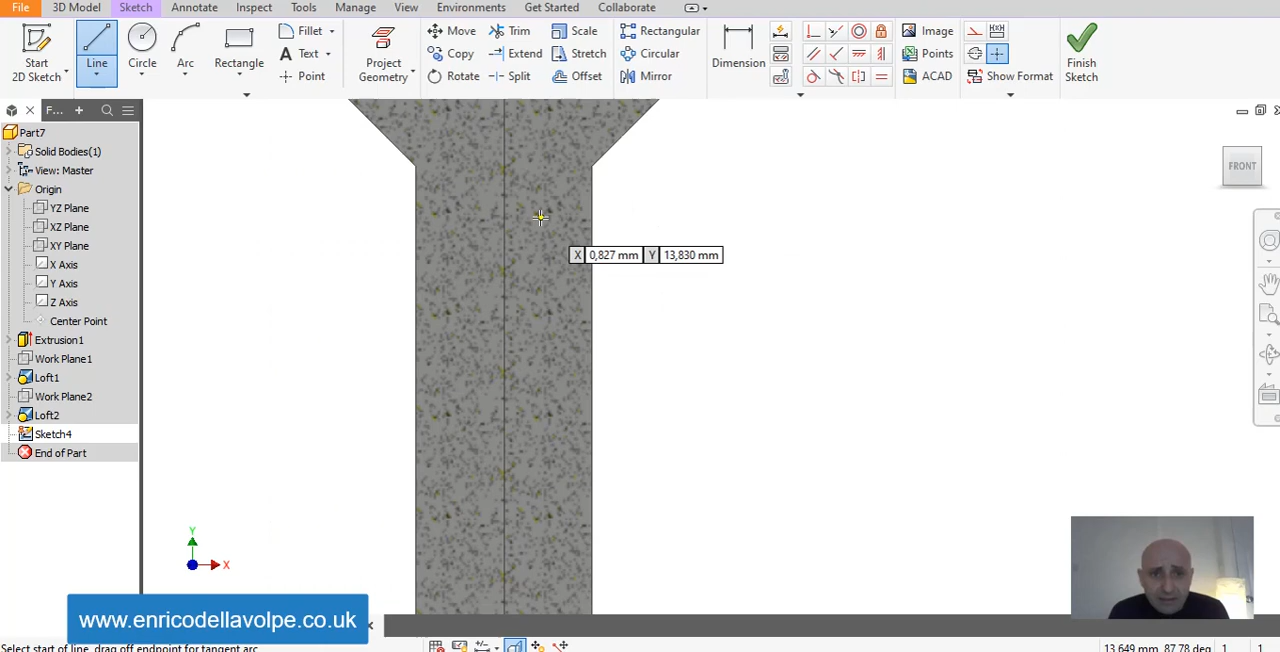 File 3D Model Sketch Annotate Inspect Tools Manage View Environments Get Started Collaborate
Start 2D Sketch
Line
Circle
Arc
Rectangle
Fillet
Text
Point
Project Geometry
Move
Copy
Rotate
Trim
Extend
Split
Scale
Stretch
Offset
Rectangular
Circular
Mirror
Dimension
Image
Points
ACAD
Show Format
Finish Sketch
F...
Part7
Solid Bodies(1)
View: Master
Origin
YZ Plane
XZ Plane
XY Plane
X Axis
Y Axis
Z Axis
Center Point
Extrusion1
Work Plane1
Loft1
Work Plane2
Loft2
Sketch4
End of Part
X 0,827 mm Y 13,830 mm
FRONT
Y
X
www.enricodellavolpe.co.uk
Select start of line, drag off endpoint for tangent arc
13,649 mm, 87,78 deg 1 1